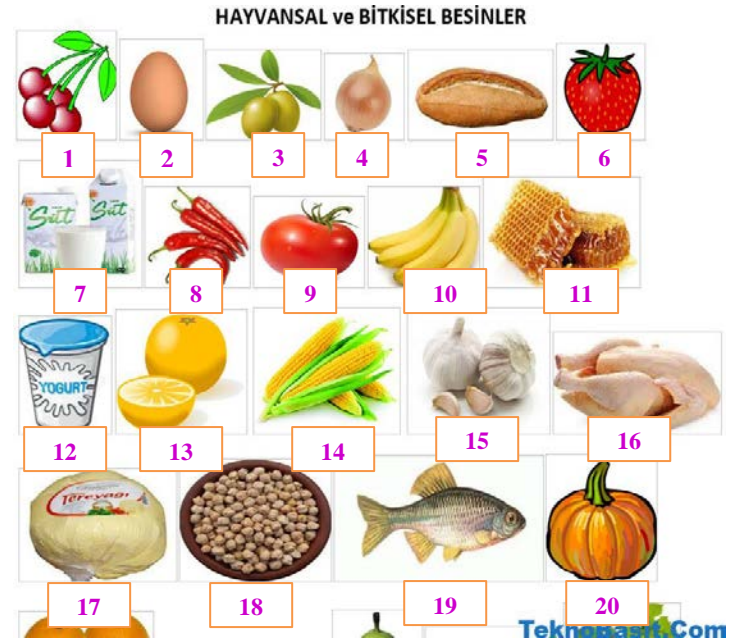 HAYVANSAL ve BİTKİSEL BESİNLER
1 2 3 4 5 6
Süt Süt
7 8 9 10 11
YOGURT
12 13 14 15 16
Tereyağı
17 18 19 20
TeknoBasit.Com